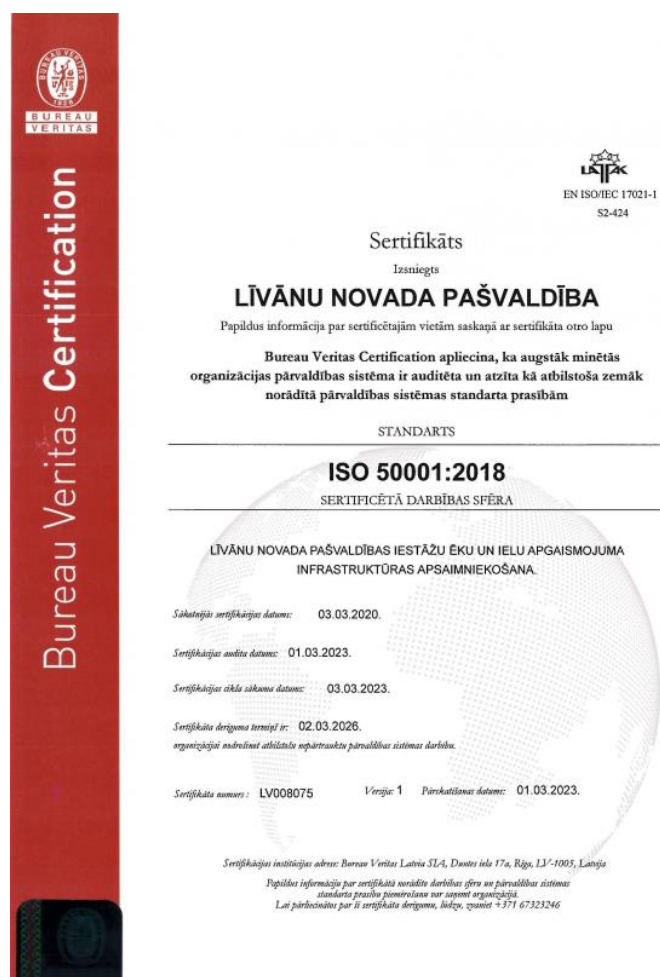 BUREAU VERITAS
1828
BUREAU
VERITAS
Bureau Veritas Certification
LATAK
EN ISO/IEC 17021-1
S2-424
Sertifikāts
Izsniegts
LĪVĀNU NOVADA PAŠVALDĪBA
Papildus informācija par sertificētajām vietām saskaņā ar sertifikāta otro lapu
Bureau Veritas Certification apliecina, ka augstāk minētās
organizācijas pārvaldības sistēma ir auditēta un atzīta kā atbilstoša zemāk
norādītā pārvaldības sistēmas standarta prasībām
STANDARTS
ISO 50001:2018
SERTIFICĒTĀ DARBĪBAS SFĒRA
LĪVĀNU NOVADA PAŠVALDĪBAS IESTĀŽU ĒKU UN IELU APGAISMOJUMA
INFRASTRUKTŪRAS APSAIMNIEKOŠANA.
Sākotnējās sertifikācijas datums: 03.03.2020.
Sertifikācijas audita datums: 01.03.2023.
Sertifikācijas cikla sākuma datums: 03.03.2023.
Sertifikāta derīguma termiņš ir: 02.03.2026.
organizācijai nodrošinot atbilstošu nepārtrauktu pārvaldības sistēmas darbību.
Sertifikāta numurs : LV008075 Versija: 1 Pārskatīšanas datums: 01.03.2023.
Sertifikācijas institūcijas adrese: Bureau Veritas Latvia SIA, Duntes iela 17a, Rīga, LV-1005, Latvija
Papildus informāciju par sertifikātā norādīto darbības sfēru un pārvaldības sistēmas
standarta prasību piemērošanu var saņemt organizācijā.
Lai pārliecinātos par šī sertifikāta derīgumu, lūdzu, zvaniet +371 67323246